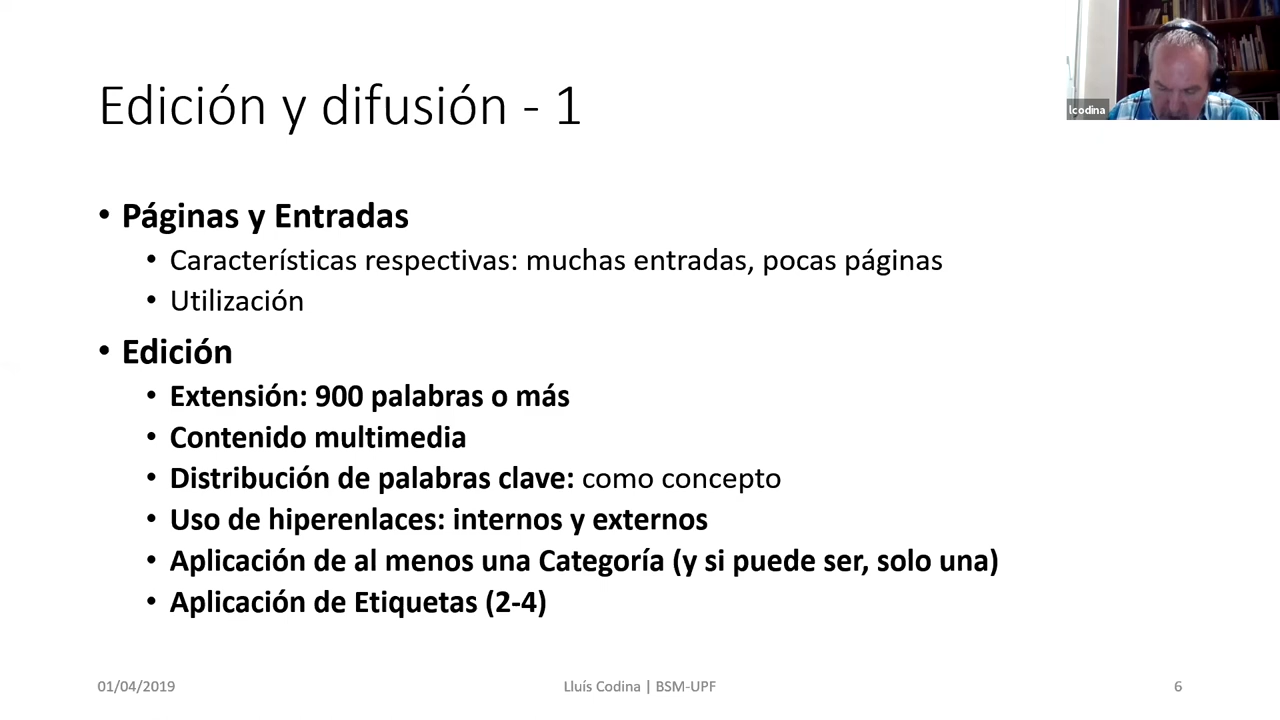 lcodina
Edición y difusión - 1
• Páginas y Entradas
• Características respectivas: muchas entradas, pocas páginas
• Utilización
• Edición
• Extensión: 900 palabras o más
• Contenido multimedia
• Distribución de palabras clave: como concepto
• Uso de hiperenlaces: internos y externos
• Aplicación de al menos una Categoría (y si puede ser, solo una)
• Aplicación de Etiquetas (2-4)
01/04/2019
Lluís Codina | BSM-UPF
6